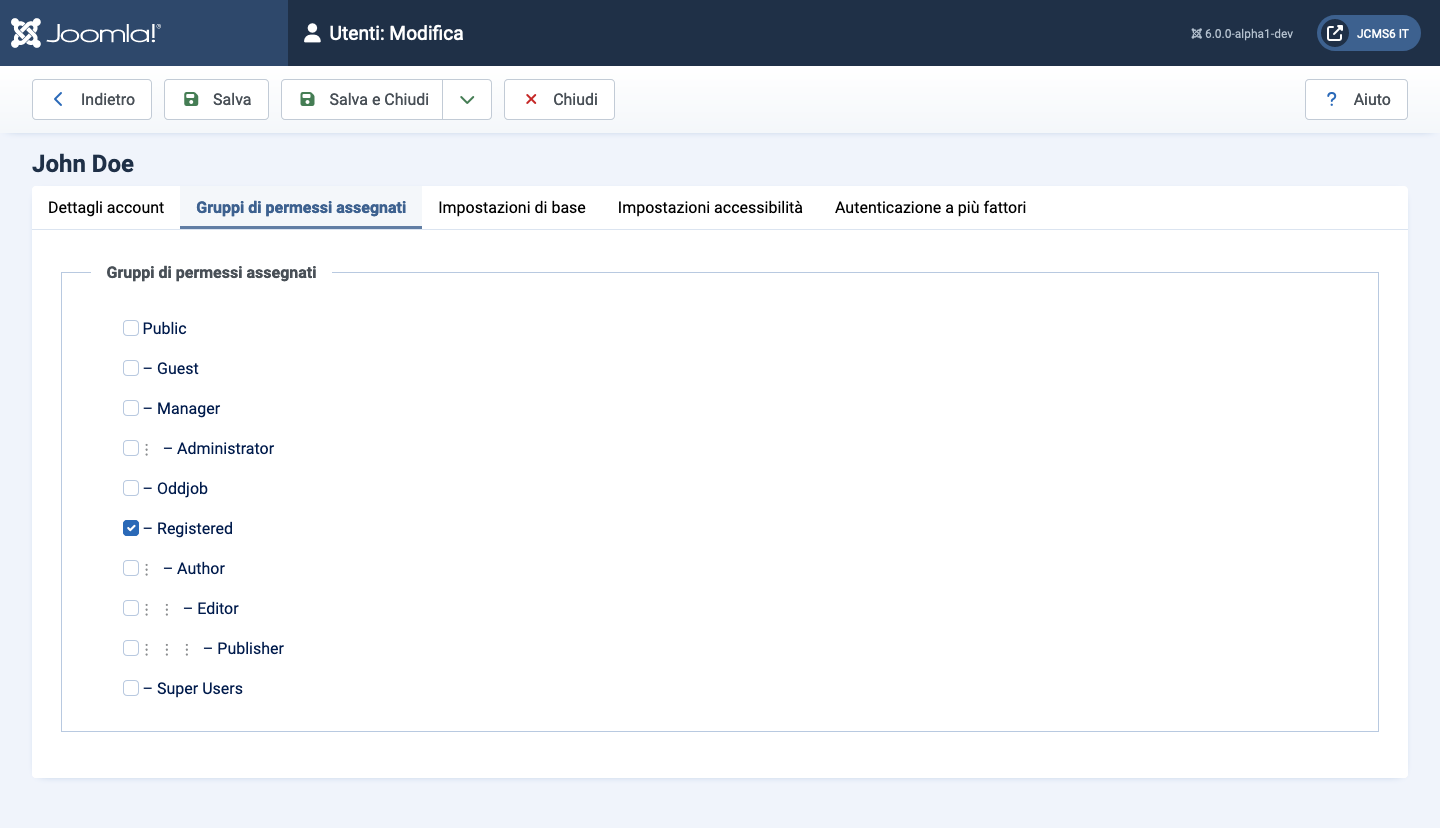 Joomla!®
Utenti: Modifica
6.0.0-alpha1-dev
JCMS6 IT
Indietro
Salva
Salva e Chiudi
Chiudi
? Aiuto
John Doe
Dettagli account
Gruppi di permessi assegnati
Impostazioni di base
Impostazioni accessibilità
Autenticazione a più fattori
Gruppi di permessi assegnati
Public
– Guest
– Manager
⋮ – Administrator
– Oddjob
– Registered
⋮ – Author
⋮ ⋮ – Editor
⋮ ⋮ ⋮ – Publisher
– Super Users